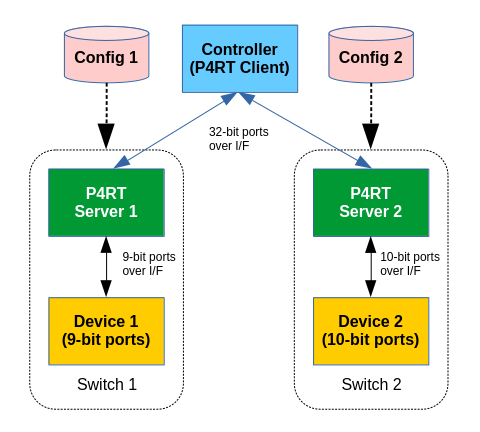 Config 1
Controller
(P4RT Client)
Config 2
32-bit ports
over I/F
P4RT
Server 1
P4RT
Server 2
9-bit ports
over I/F
10-bit ports
over I/F
Device 1
(9-bit ports)
Device 2
(10-bit ports)
Switch 1
Switch 2